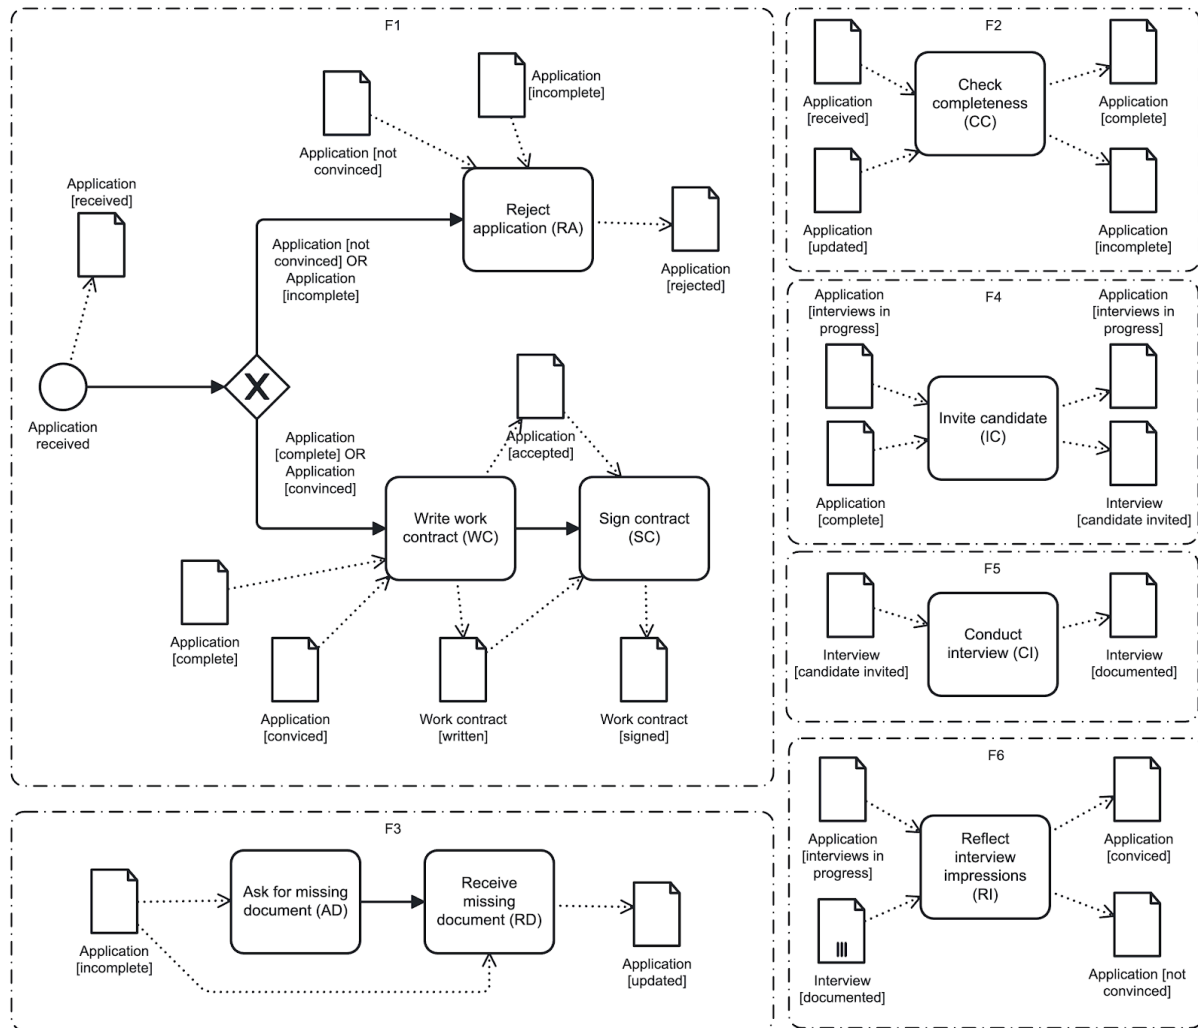 F1
Application
[incomplete]
Application [not
convinced]
Application
[received]
Reject
application (RA)
Application [not
convinced] OR
Application
[incomplete]
Application
[rejected]
X
Application
received
Application
[complete] OR
Application
[convinced]
Application
[accepted]
Write work
contract (WC)
Sign contract
(SC)
Application
[complete]
Application
[conviced]
Work contract
[written]
Work contract
[signed]
F2
Application
[received]
Check
completeness
(CC)
Application
[complete]
Application
[updated]
Application
[incomplete]
F3
Ask for missing
document (AD)
Receive
missing
document (RD)
Application
[incomplete]
Application
[updated]
F4
Application
[interviews in
progress]
Application
[interviews in
progress]
Invite candidate
(IC)
Application
[complete]
Interview
[candidate invited]
F5
Interview
[candidate invited]
Conduct
interview (CI)
Interview
[documented]
F6
Application
[interviews in
progress]
Reflect
interview
impressions
(RI)
Application
[conviced]
Interview
[documented]
Application [not
convinced]